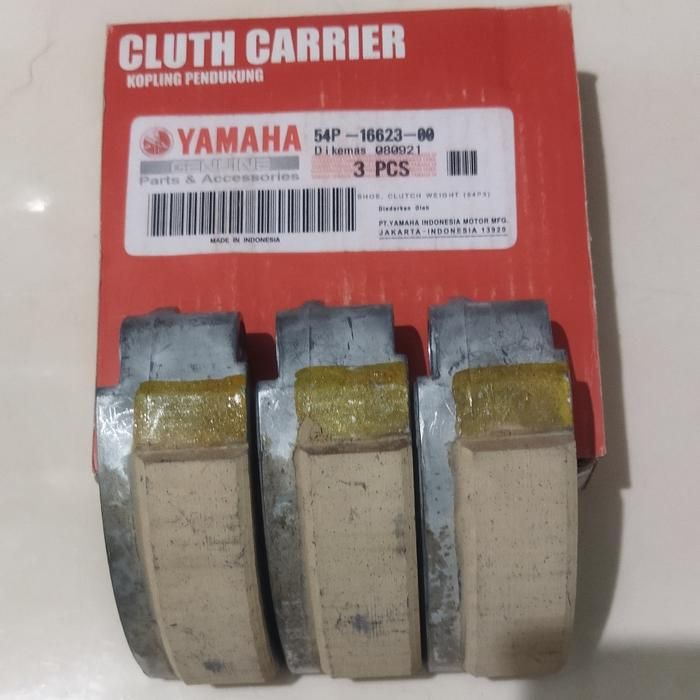 CLUTH CARRIER
KOPLING PENDUKUNG
YAMAHA
GENUINE
Parts & Accessories
54P-16623-00
Dikemas 080921
3 PCS
SHOE, CLUTCH WEIGHT (54P3)
Diedarkan Oleh
PT.YAMAHA INDONESIA MOTOR MFG.
JAKARTA-INDONESIA 13920
MADE IN INDONESIA